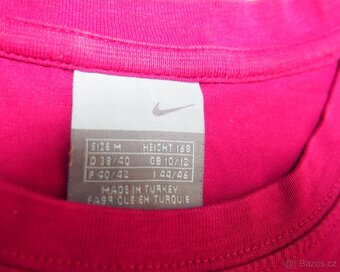 SIZE M HEIGHT 168
D 38/40 GB 10/12
F 40/42 I 44/46
MADE IN TURKEY
FABRIQUE EN TURQUIE
Bazos.cz